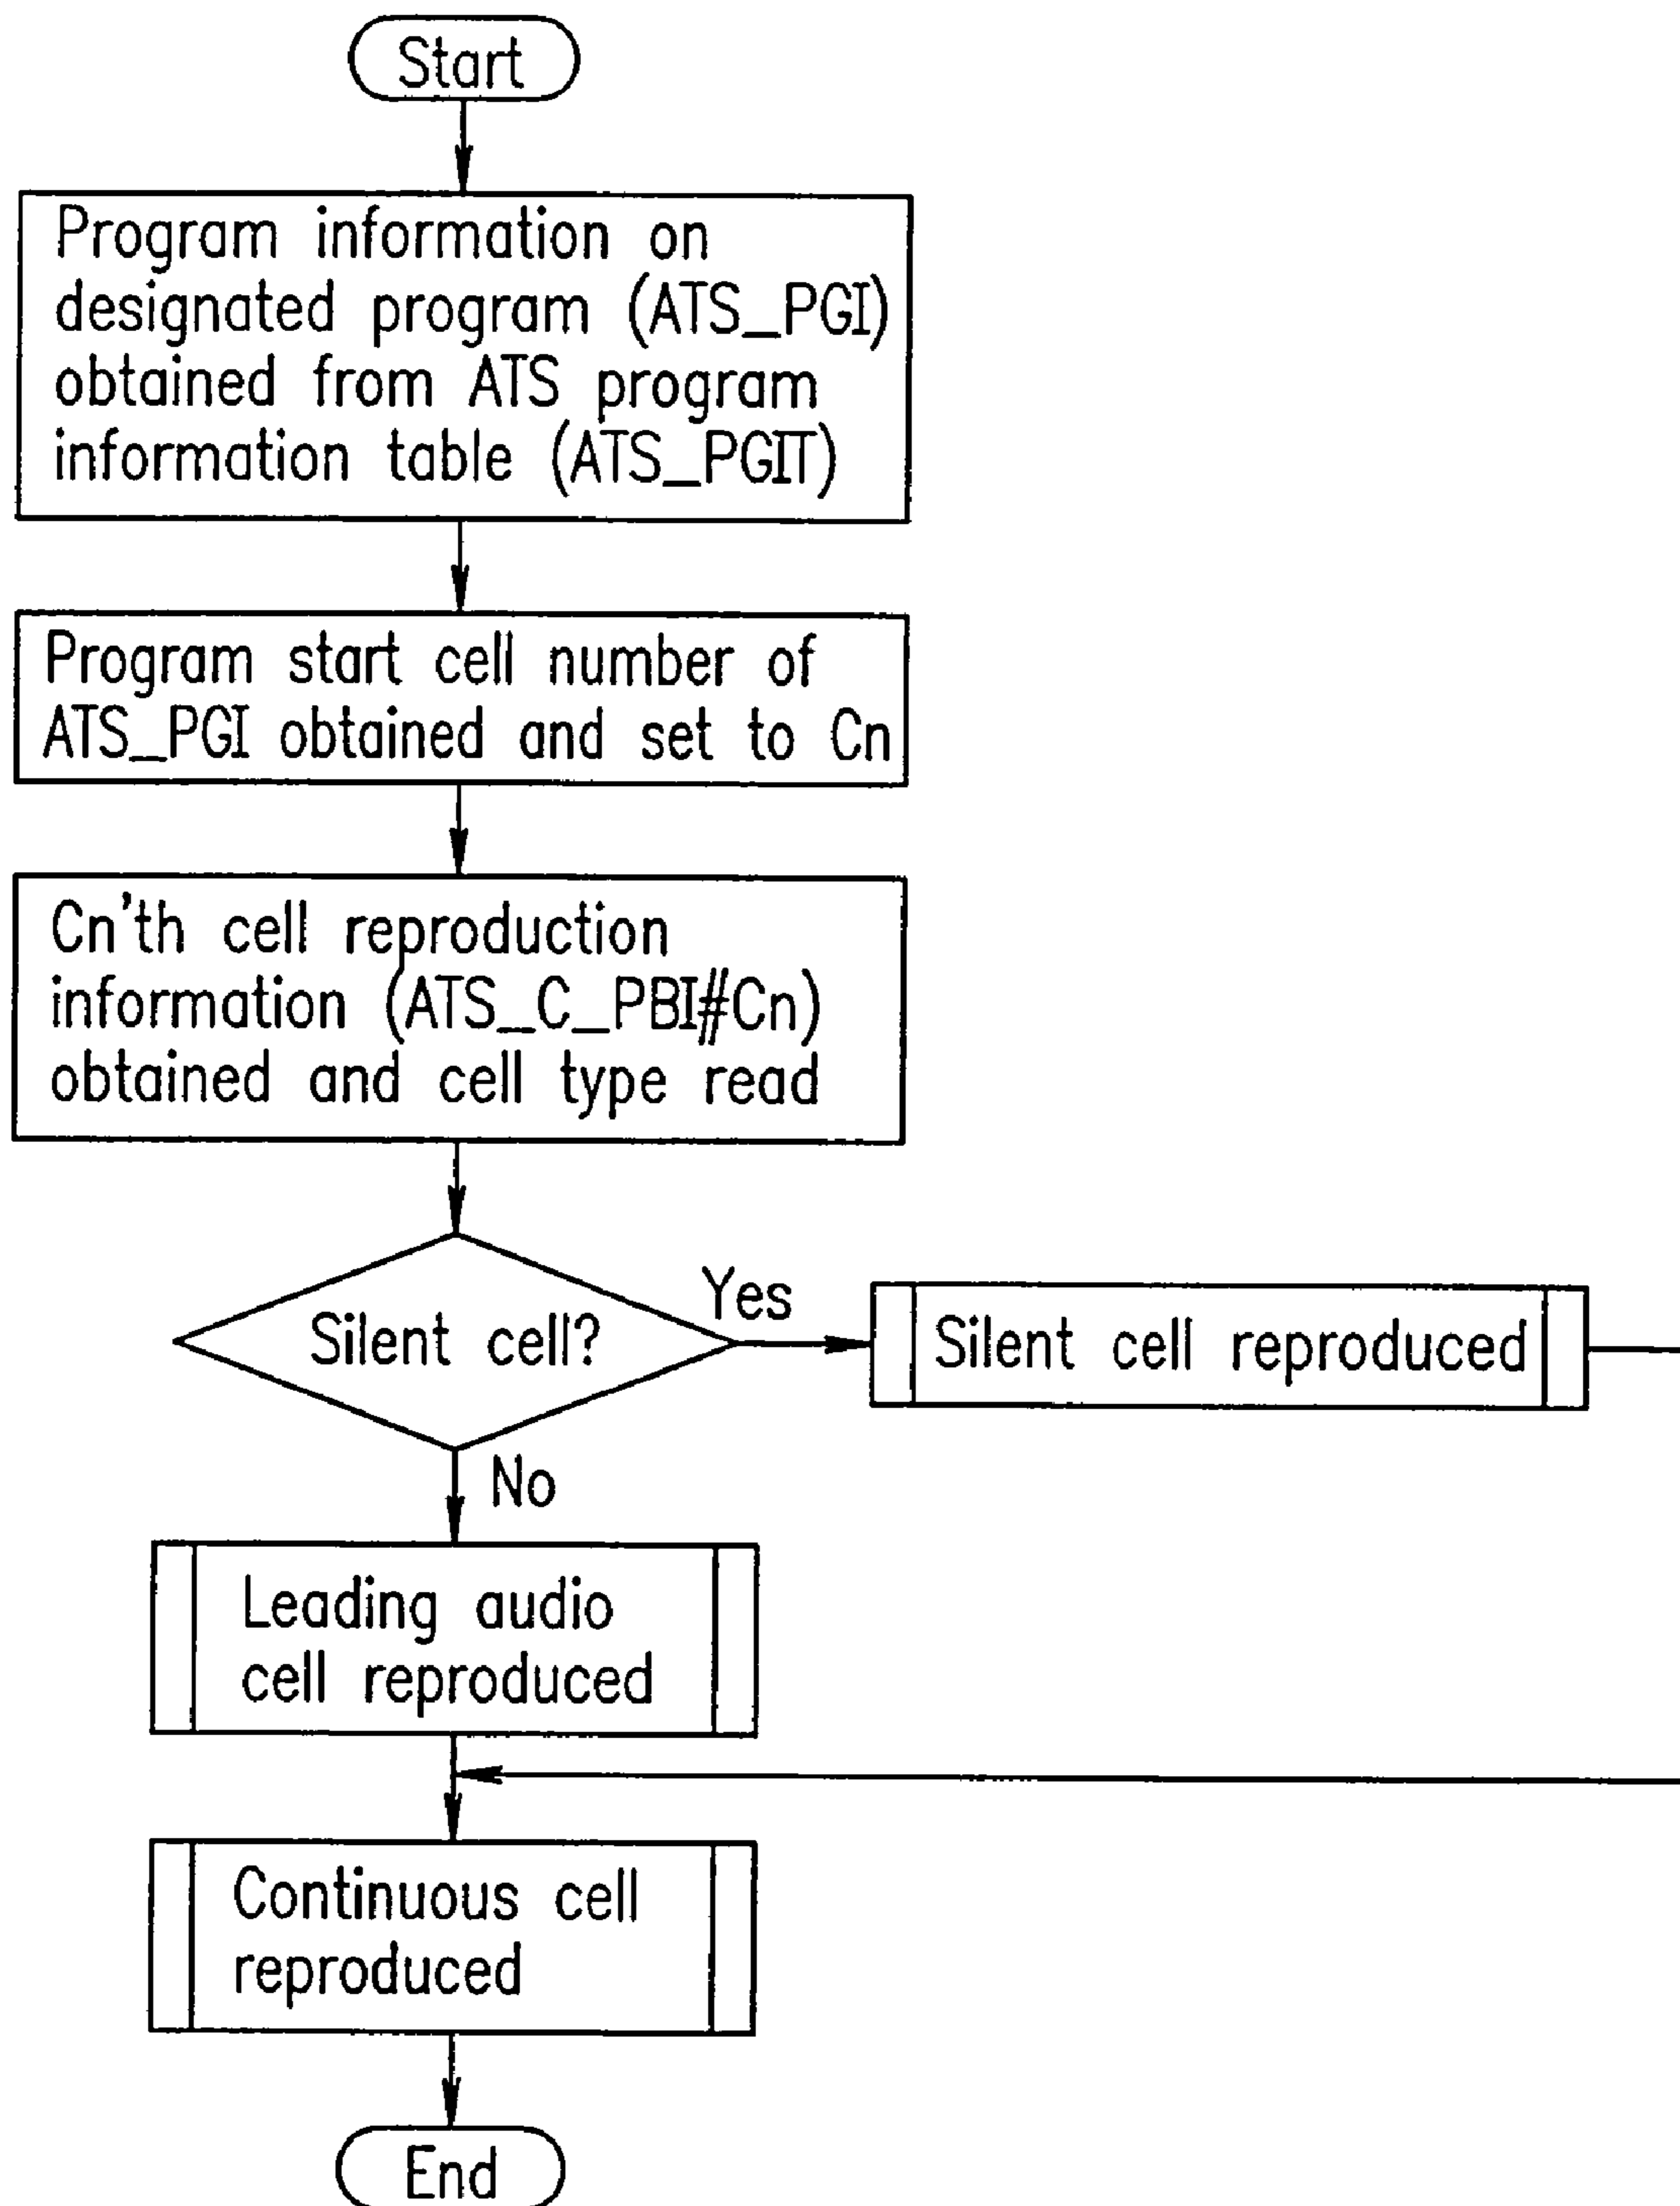 Start
Program information on
designated program (ATS_PGI)
obtained from ATS program
information table (ATS_PGIT)
Program start cell number of
ATS_PGI obtained and set to Cn
Cn'th cell reproduction
information (ATS_C_PBI#Cn)
obtained and cell type read
Silent cell?
Yes
Silent cell reproduced
No
Leading audio
cell reproduced
Continuous cell
reproduced
End